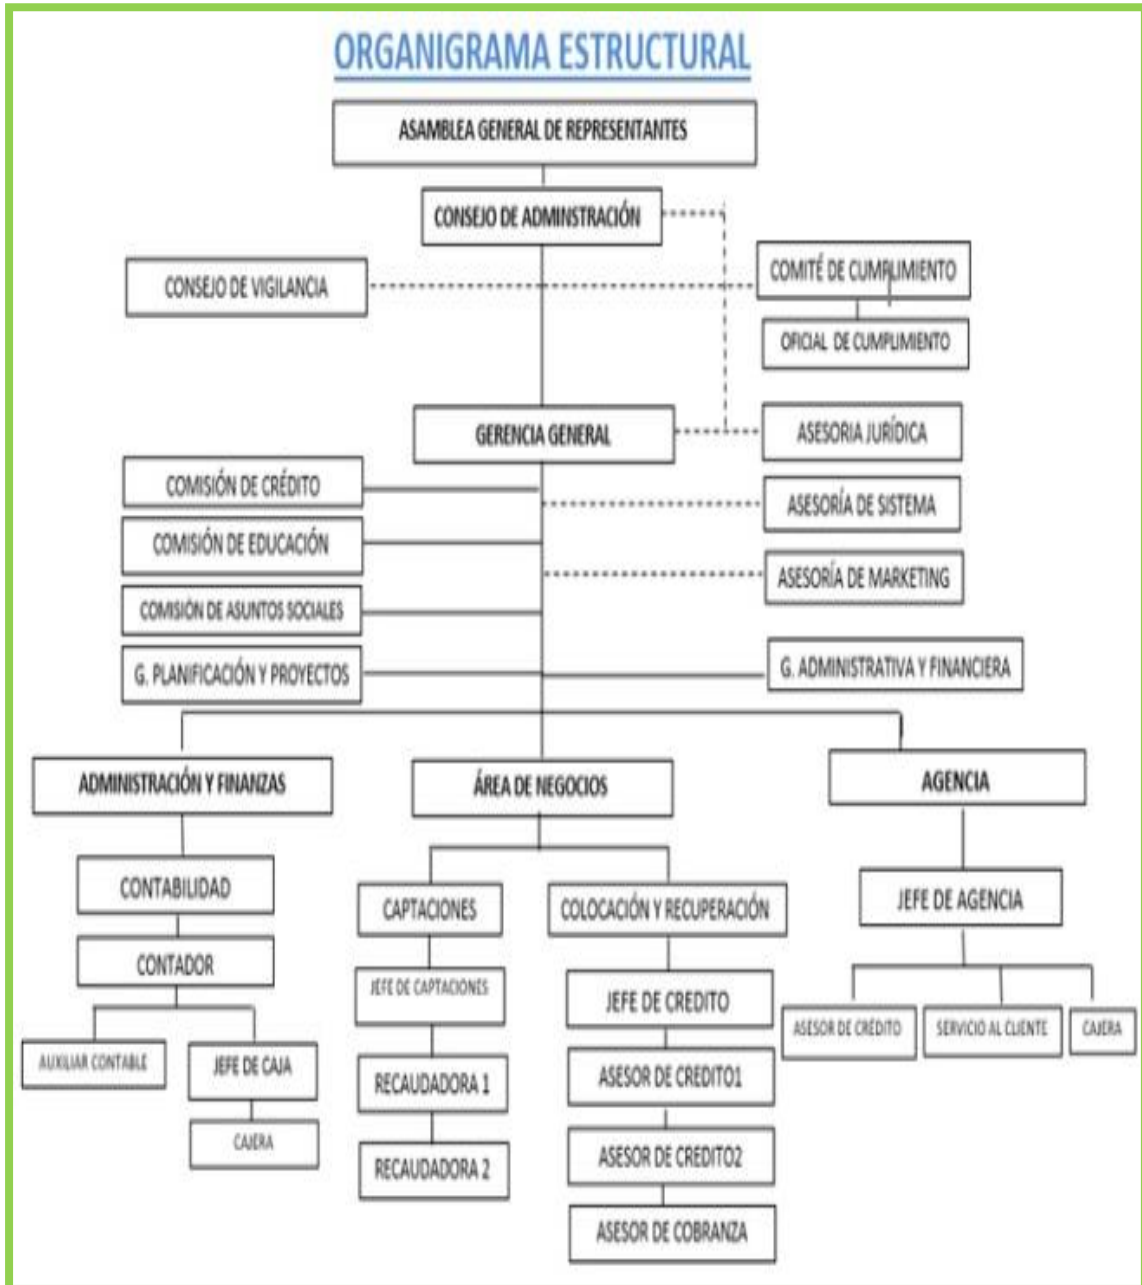 ORGANIGRAMA ESTRUCTURAL
ASAMBLEA GENERAL DE REPRESENTANTES
CONSEJO DE ADMINSTRACIÓN
CONSEJO DE VIGILANCIA
COMITÉ DE CUMPLIMIENTO
OFICIAL DE CUMPLIMIENTO
GERENCIA GENERAL
ASESORIA JURÍDICA
COMISIÓN DE CRÉDITO
ASESORÍA DE SISTEMA
COMISIÓN DE EDUCACIÓN
ASESORÍA DE MARKETING
COMISIÓN DE ASUNTOS SOCIALES
G. PLANIFICACIÓN Y PROYECTOS
G. ADMINISTRATIVA Y FINANCIERA
ADMINISTRACIÓN Y FINANZAS
ÁREA DE NEGOCIOS
AGENCIA
CONTABILIDAD
CAPTACIONES
COLOCACIÓN Y RECUPERACIÓN
JEFE DE AGENCIA
CONTADOR
JEFE DE CAPTACIONES
JEFE DE CREDITO
ASESOR DE CRÉDITO
SERVICIO AL CLIENTE
CAJERA
AUXILIAR CONTABLE
JEFE DE CAJA
RECAUDADORA 1
ASESOR DE CREDITO1
CAJERA
RECAUDADORA 2
ASESOR DE CREDITO2
ASESOR DE COBRANZA